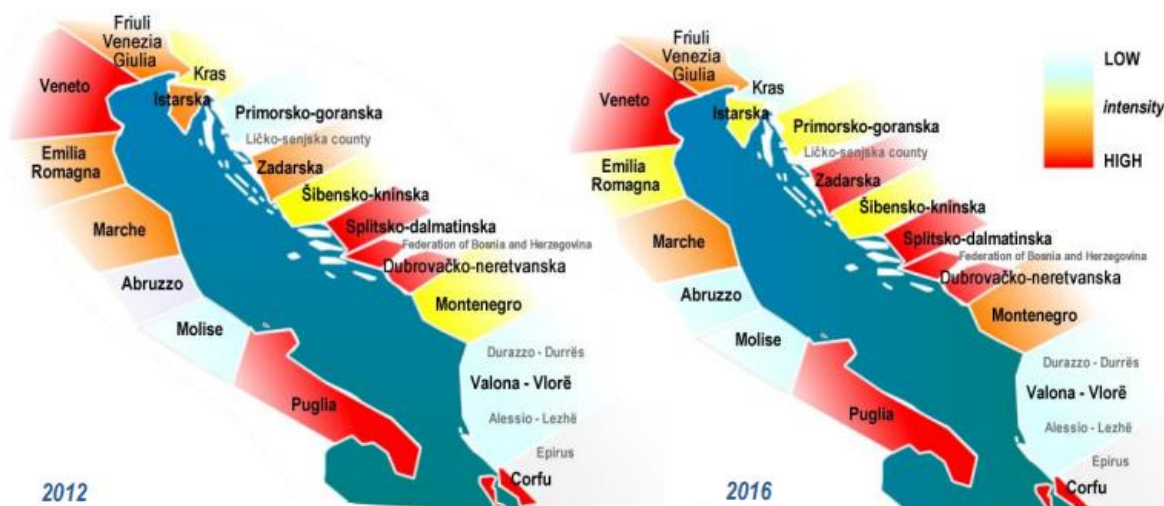 Friuli
Venezia
Giulia
Kras
Veneto
Istarska
Primorsko-goranska
Ličko-senjska county
Emilia
Romagna
Zadarska
Šibensko-kninska
Marche
Splitsko-dalmatinska
Federation of Bosnia and Herzegovina
Dubrovačko-neretvanska
Abruzzo
Montenegro
Molise
Durazzo - Durrës
Valona - Vlorë
Puglia
Alessio - Lezhë
Epirus
Corfu
2012
Friuli
Venezia
Giulia
Kras
Veneto
Istarska
Primorsko-goranska
Ličko-senjska county
Emilia
Romagna
Zadarska
Šibensko-kninska
Marche
Splitsko-dalmatinska
Federation of Bosnia and Herzegovina
Dubrovačko-neretvanska
Abruzzo
Montenegro
Molise
Durazzo - Durrës
Valona - Vlorë
Puglia
Alessio - Lezhë
Epirus
Corfu
2016
LOW
intensity
HIGH